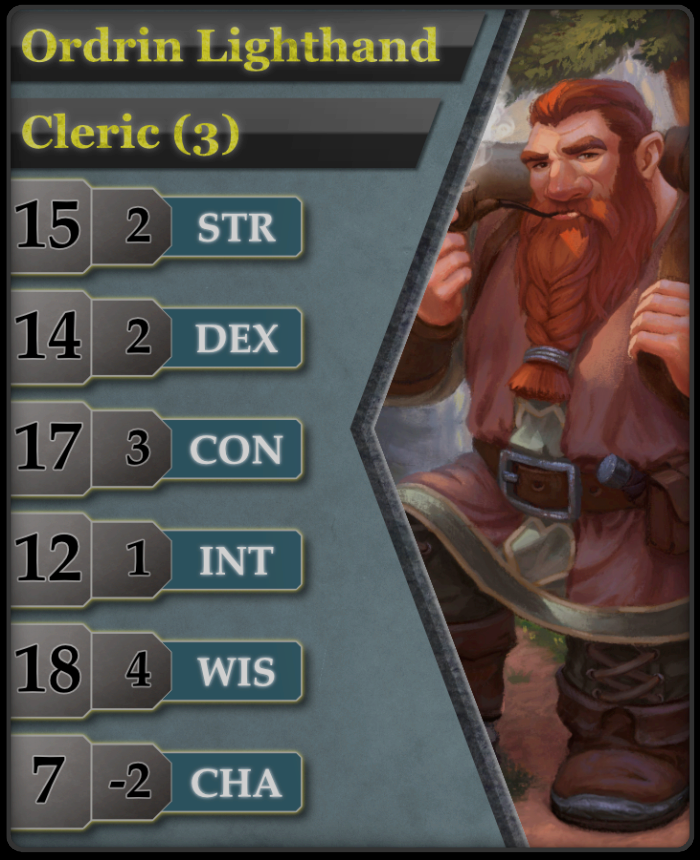 Ordrin Lighthand
Cleric (3)
15 2 STR
14 2 DEX
17 3 CON
12 1 INT
18 4 WIS
7 -2 CHA